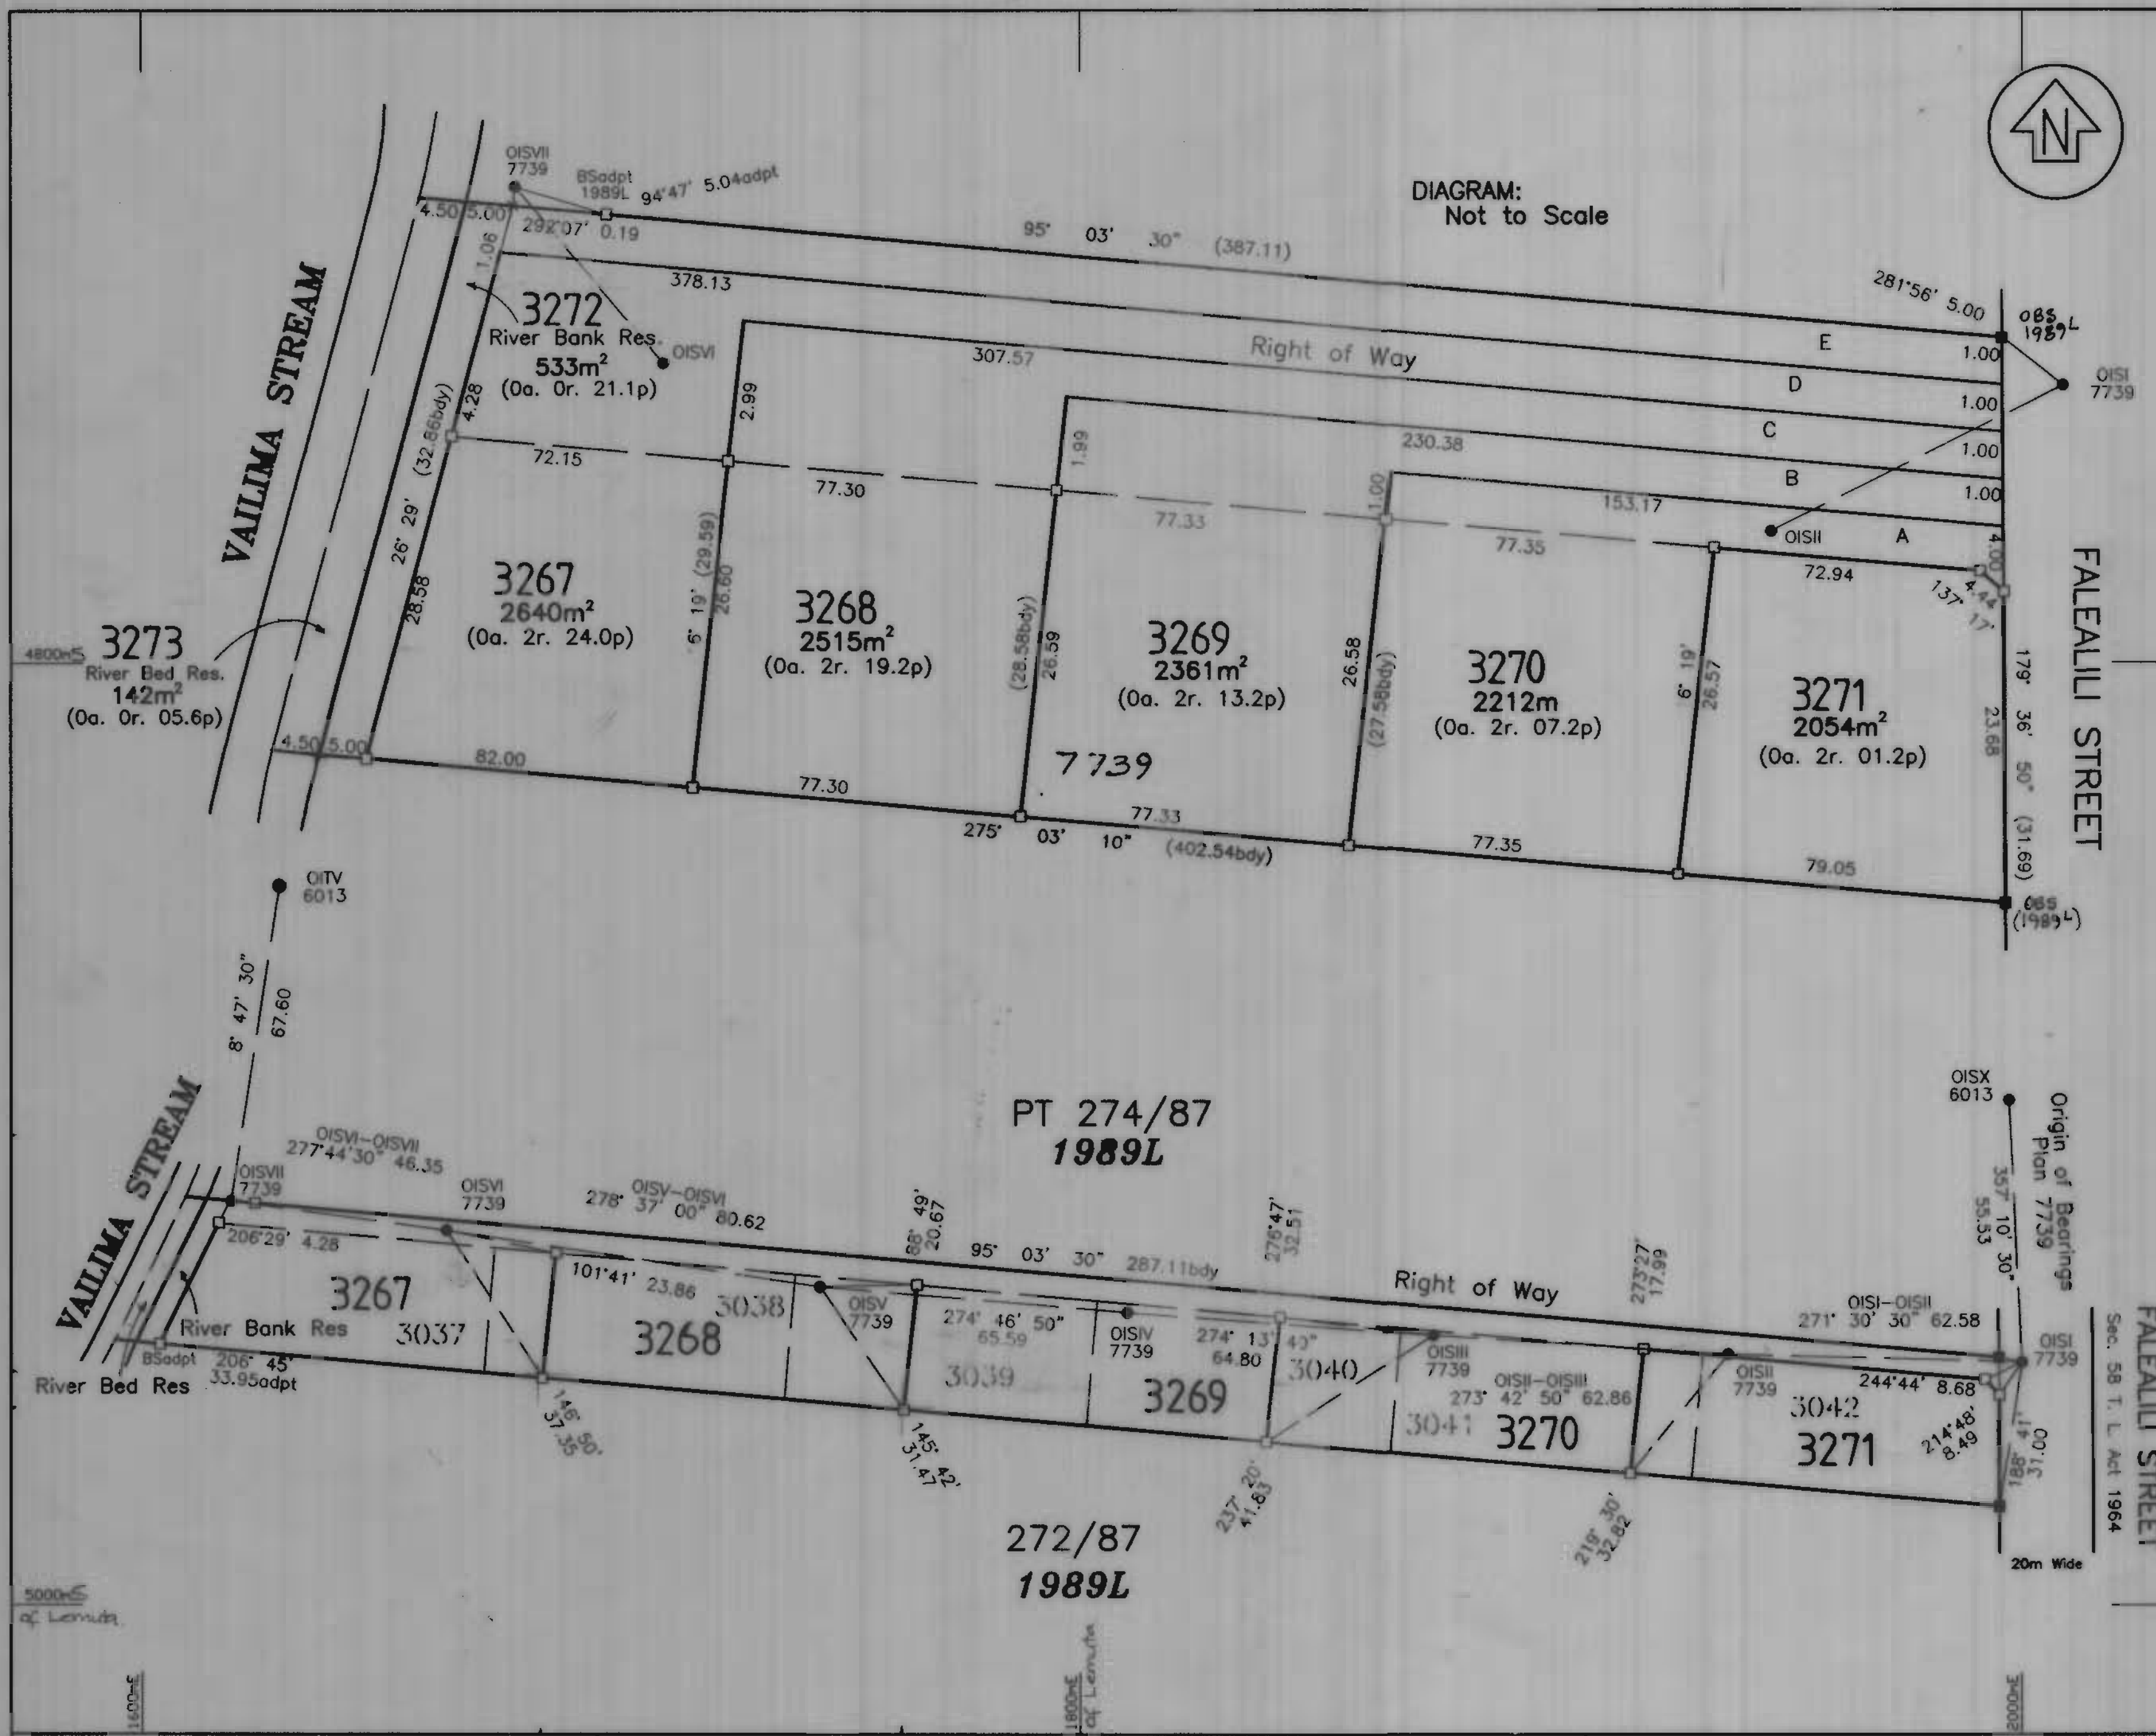 N
DIAGRAM:
Not to Scale
OISVII
7739
BSadpt
1989L
94°47' 5.04adpt
4.50
5.00
292°07' 0.19
1.06
95° 03' 30" (387.11)
281°56' 5.00
OBS
1989L
OISI
7739
378.13
3272
River Bank Res.
533m²
(0a. 0r. 21.1p)
OISVI
307.57
Right of Way
E
1.00
D
1.00
C
1.00
B
1.00
A
4.00
VAILIMA STREAM
(32.86bdy)
4.28
2.99
1.99
230.38
1.00
153.17
OISII
72.15
77.30
77.33
77.35
72.94
4.44
137° 17'
26° 29'
28.58
3267
2640m²
(0a. 2r. 24.0p)
6° 19' (29.59)
26.60
3268
2515m²
(0a. 2r. 19.2p)
(28.58bdy)
26.59
3269
2361m²
(0a. 2r. 13.2p)
26.58
(27.58bdy)
3270
2212m
(0a. 2r. 07.2p)
6° 19'
26.57
3271
2054m²
(0a. 2r. 01.2p)
23.68
179° 36' 50" (31.69)
FALEALILI STREET
4800mS
3273
River Bed Res.
142m²
(0a. 0r. 05.6p)
7739
4.50
5.00
82.00
77.30
275° 03' 10" (402.54bdy)
77.33
77.35
79.05
OBS
(1989L)
OITV
6013
8° 47' 30"
67.60
PT 274/87
1989L
OISX
6013
357° 10' 30"
55.53
Origin of Bearings
Plan 7739
VAILIMA STREAM
OISVI-OISVII
277°44'30" 46.35
OISVII
7739
OISVI
7739
OISV-OISVI
278° 37' 00" 80.62
88° 49'
20.67
95° 03' 30" 287.11bdy
276°47'
32.51
Right of Way
273°27'
17.99
OISI-OISII
271° 30' 30" 62.58
OISI
7739
206°29' 4.28
101°41' 23.86
3267
3037
3038
3268
OISV
7739
274° 46' 50"
65.59
3039
OISIV
7739
274° 13' 40"
64.80
3269
3040
OISIII
7739
OISII-OISIII
273° 42' 50" 62.86
3041
3270
OISII
7739
244°44' 8.68
3042
3271
214°48'
8.49
188° 41'
31.00
Sec. 5B T. L. Act 1964
FALEALILI STREET
20m Wide
River Bank Res
BSadpt
206° 45'
33.95adpt
River Bed Res
146° 50'
37.35
145° 42'
31.47
237° 20'
41.83
219° 30'
32.82
272/87
1989L
5000mS
of Lemuta
1600mE
1800mE
of Lemuta
2000mE